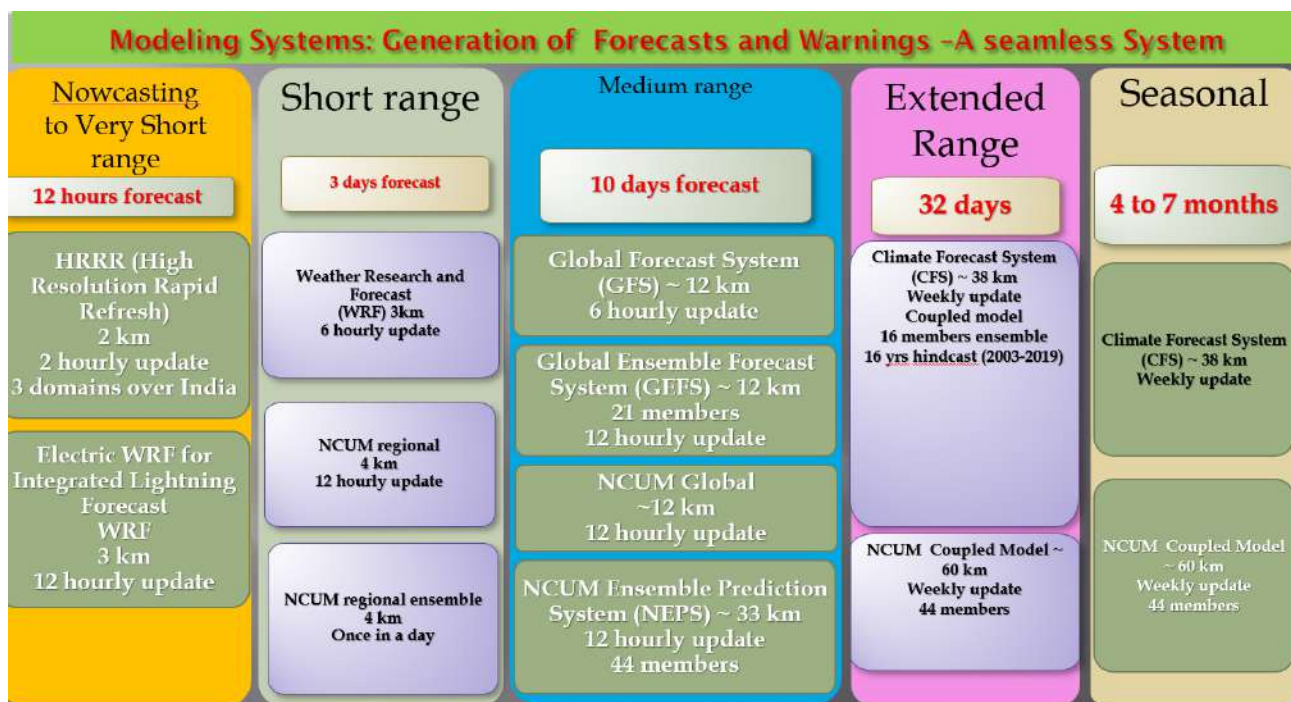 Modeling Systems: Generation of Forecasts and Warnings –A seamless System
Nowcasting
to Very Short
range
12 hours forecast
HRRR (High
Resolution Rapid
Refresh)
2 km
2 hourly update
3 domains over India
Electric WRF for
Integrated Lightning
Forecast
WRF
3 km
12 hourly update
Short range
3 days forecast
Weather Research and
Forecast
(WRF) 3km
6 hourly update
NCUM regional
4 km
12 hourly update
NCUM regional ensemble
4 km
Once in a day
Medium range
10 days forecast
Global Forecast System
(GFS) ~ 12 km
6 hourly update
Global Ensemble Forecast
System (GEFS) ~ 12 km
21 members
12 hourly update
NCUM Global
~12 km
12 hourly update
NCUM Ensemble Prediction
System (NEPS) ~ 33 km
12 hourly update
44 members
Extended
Range
32 days
Climate Forecast System
(CFS) ~ 38 km
Weekly update
Coupled model
16 members ensemble
16 yrs hindcast (2003-2019)
NCUM Coupled Model ~
60 km
Weekly update
44 members
Seasonal
4 to 7 months
Climate Forecast System
(CFS) ~ 38 km
Weekly update
NCUM Coupled Model
~ 60 km
Weekly update
44 members